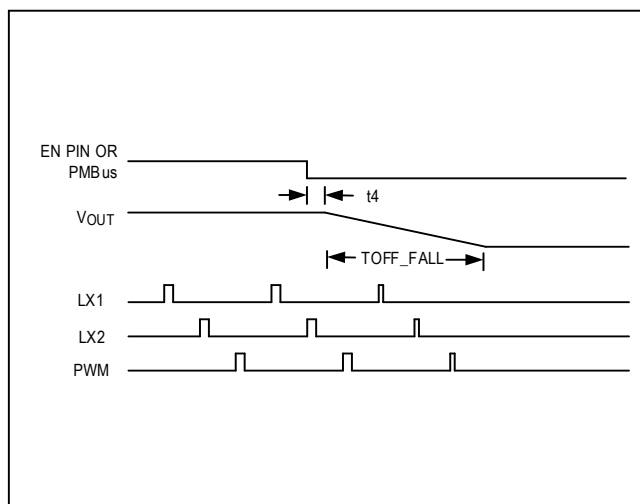 EN PIN OR
PMBus
t4
VOUT
TOFF_FALL
LX1
LX2
PWM